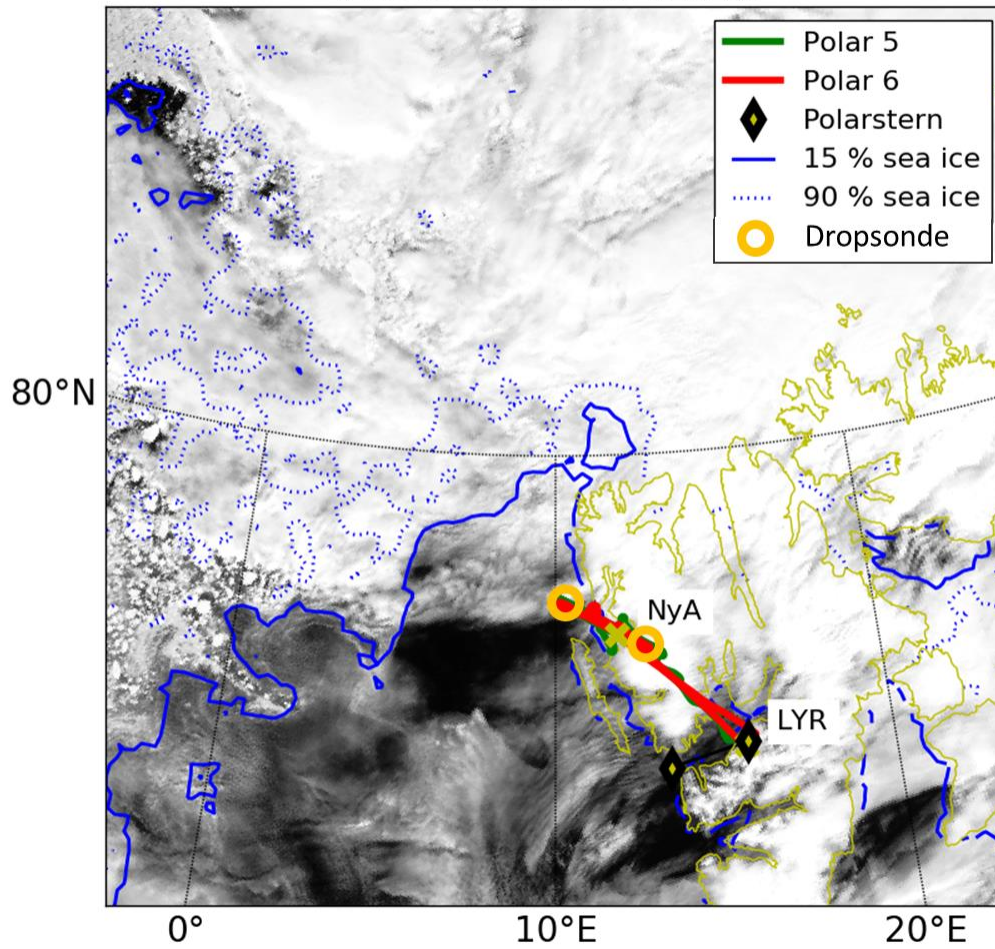 Polar 5
Polar 6
Polarstern
15 % sea ice
90 % sea ice
Dropsonde
80°N
NyA
LYR
0°
10°E
20°E